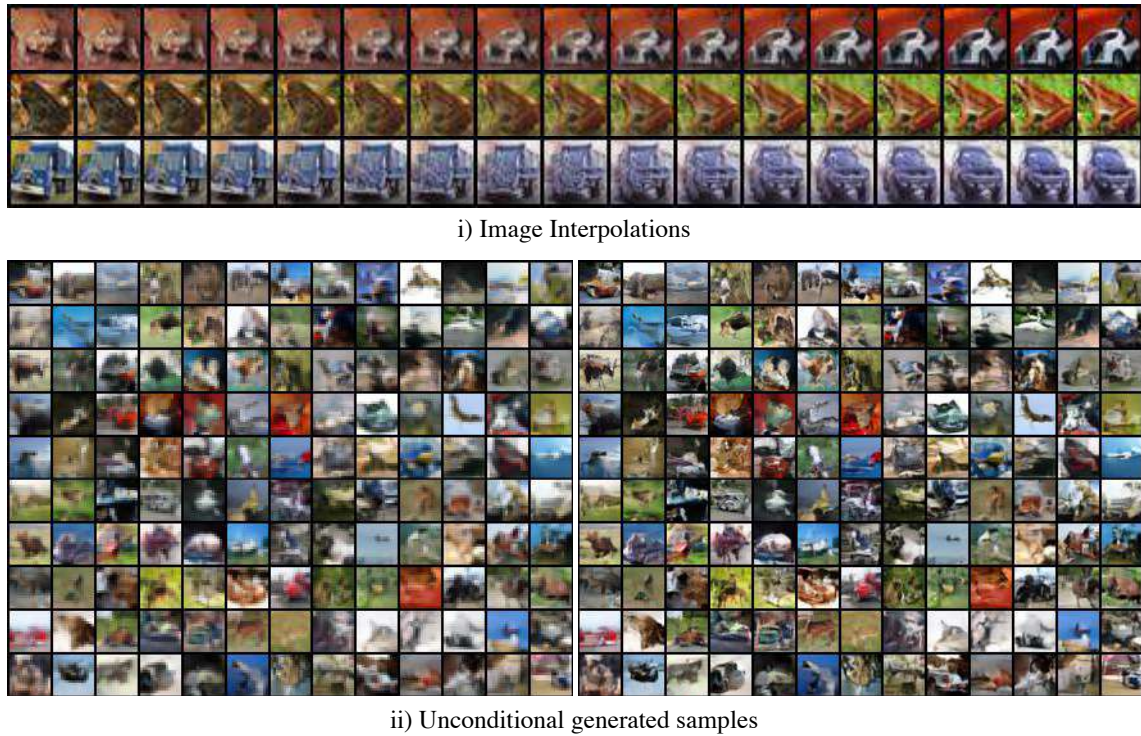 i) Image Interpolations
ii) Unconditional generated samples